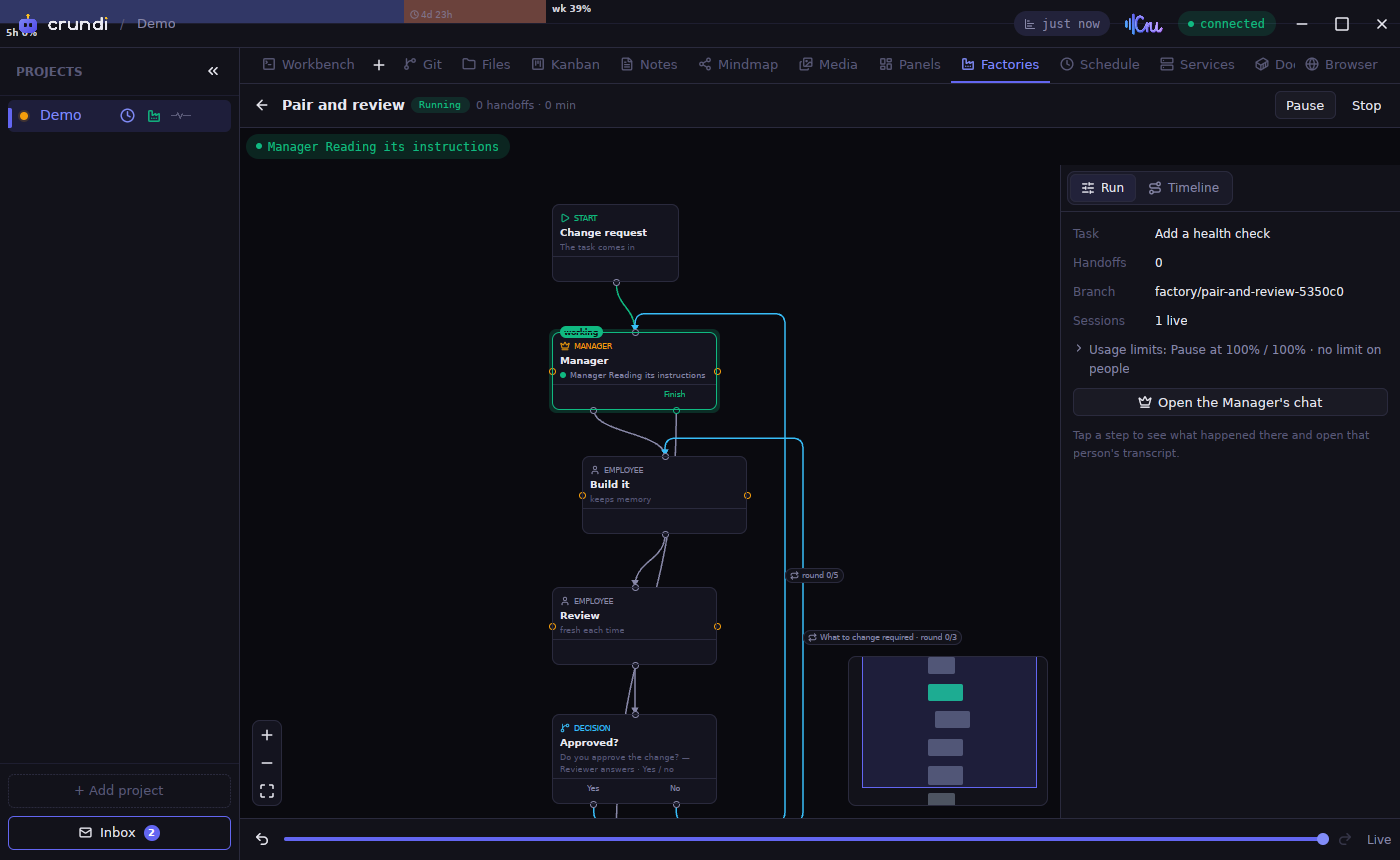 4d 23h
wk 39%
5h 6%
crundi / Demo
just now
Cru
connected
PROJECTS
Workbench
Git
Files
Kanban
Notes
Mindmap
Media
Panels
Factories
Schedule
Services
Doc
Browser
Demo
Pair and review
Running
0 handoffs · 0 min
Pause
Stop
Manager Reading its instructions
Run
Timeline
START
Change request
The task comes in
Task
Add a health check
Handoffs
0
Branch
factory/pair-and-review-5350c0
Sessions
1 live
Usage limits: Pause at 100% / 100% · no limit on
people
Open the Manager's chat
Tap a step to see what happened there and open that
person's transcript.
working
MANAGER
Manager
Manager Reading its instructions
Finish
EMPLOYEE
Build it
keeps memory
round 0/5
EMPLOYEE
Review
fresh each time
What to change required · round 0/3
DECISION
Approved?
Do you approve the change? —
Reviewer answers · Yes / no
Yes
No
+ Add project
Inbox 2
Live